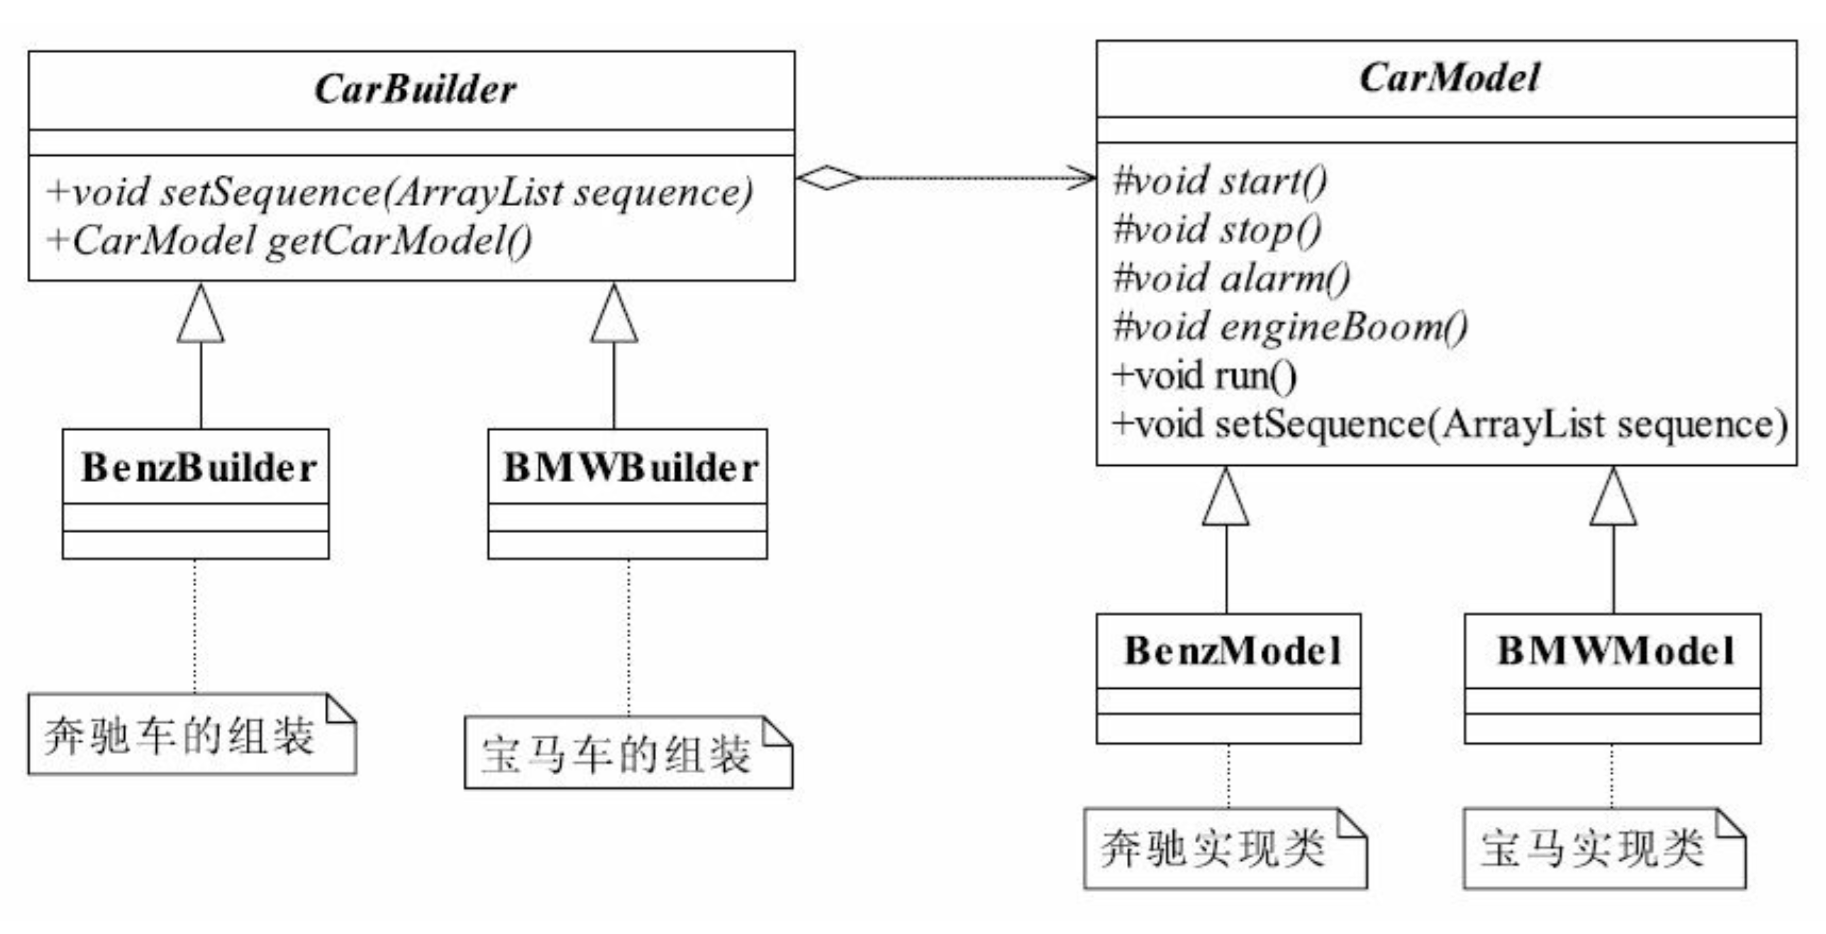 CarBuilder
+void setSequence(ArrayList sequence)
+CarModel getCarModel()
CarModel
#void start()
#void stop()
#void alarm()
#void engineBoom()
+void run()
+void setSequence(ArrayList sequence)
BenzBuilder
BMWBuilder
BenzModel
BMWModel
奔驰车的组装
宝马车的组装
奔驰实现类
宝马实现类